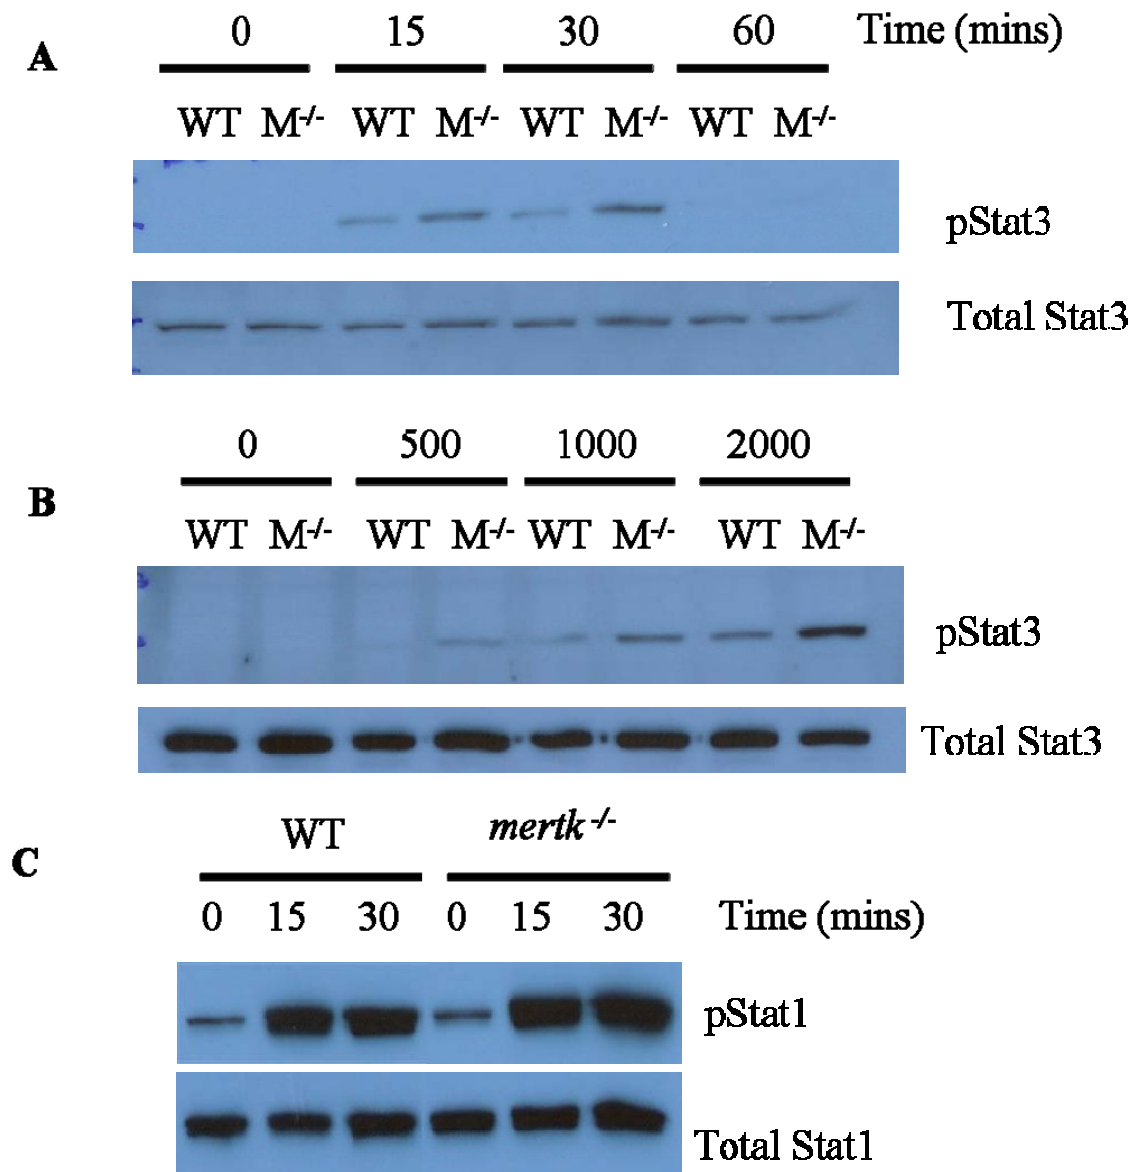 A
0 15 30 60 Time (mins)
WT M-/- WT M-/- WT M-/- WT M-/-
pStat3
Total Stat3
B
0 500 1000 2000
WT M-/- WT M-/- WT M-/- WT M-/-
pStat3
Total Stat3
C
WT mertk -/-
0 15 30 0 15 30 Time (mins)
pStat1
Total Stat1